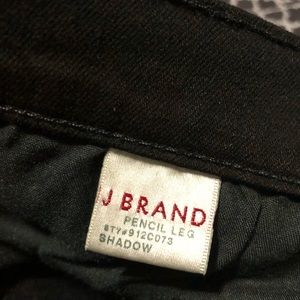 J BRAND
PENCIL LEG
STY#912C073
SHADOW